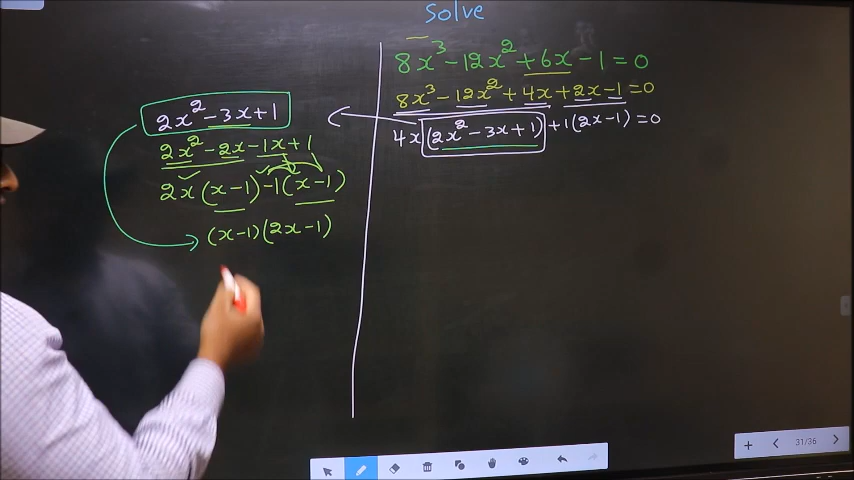 Solve
8x³ - 12x² + 6x - 1 = 0
8x³ - 12x² + 4x + 2x - 1 = 0
4x (2x² - 3x + 1) + 1(2x - 1) = 0
2x² - 3x + 1
2x² - 2x - 1x + 1
2x (x - 1) - 1(x - 1)
(x - 1)(2x - 1)
31/36